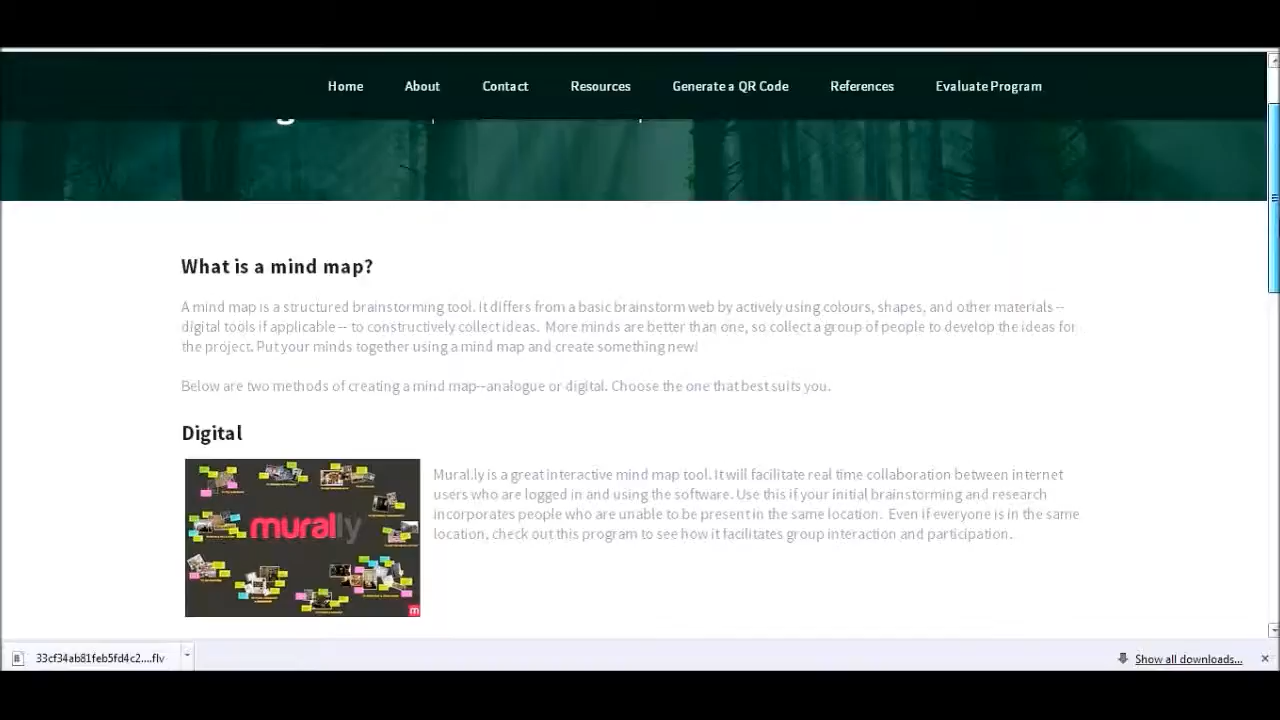 Home About Contact Resources Generate a QR Code References Evaluate Program
What is a mind map?
A mind map is a structured brainstorming tool. It differs from a basic brainstorm web by actively using colours, shapes, and other materials --
digital tools if applicable -- to constructively collect ideas. More minds are better than one, so collect a group of people to develop the ideas for
the project. Put your minds together using a mind map and create something new!
Below are two methods of creating a mind map--analogue or digital. Choose the one that best suits you.
Digital
murally
m
Mural.ly is a great interactive mind map tool. It will facilitate real time collaboration between internet
users who are logged in and using the software. Use this if your initial brainstorming and research
incorporates people who are unable to be present in the same location. Even if everyone is in the same
location, check out this program to see how it facilitates group interaction and participation.
33cf34ab81feb5fd4c2....flv
Show all downloads...